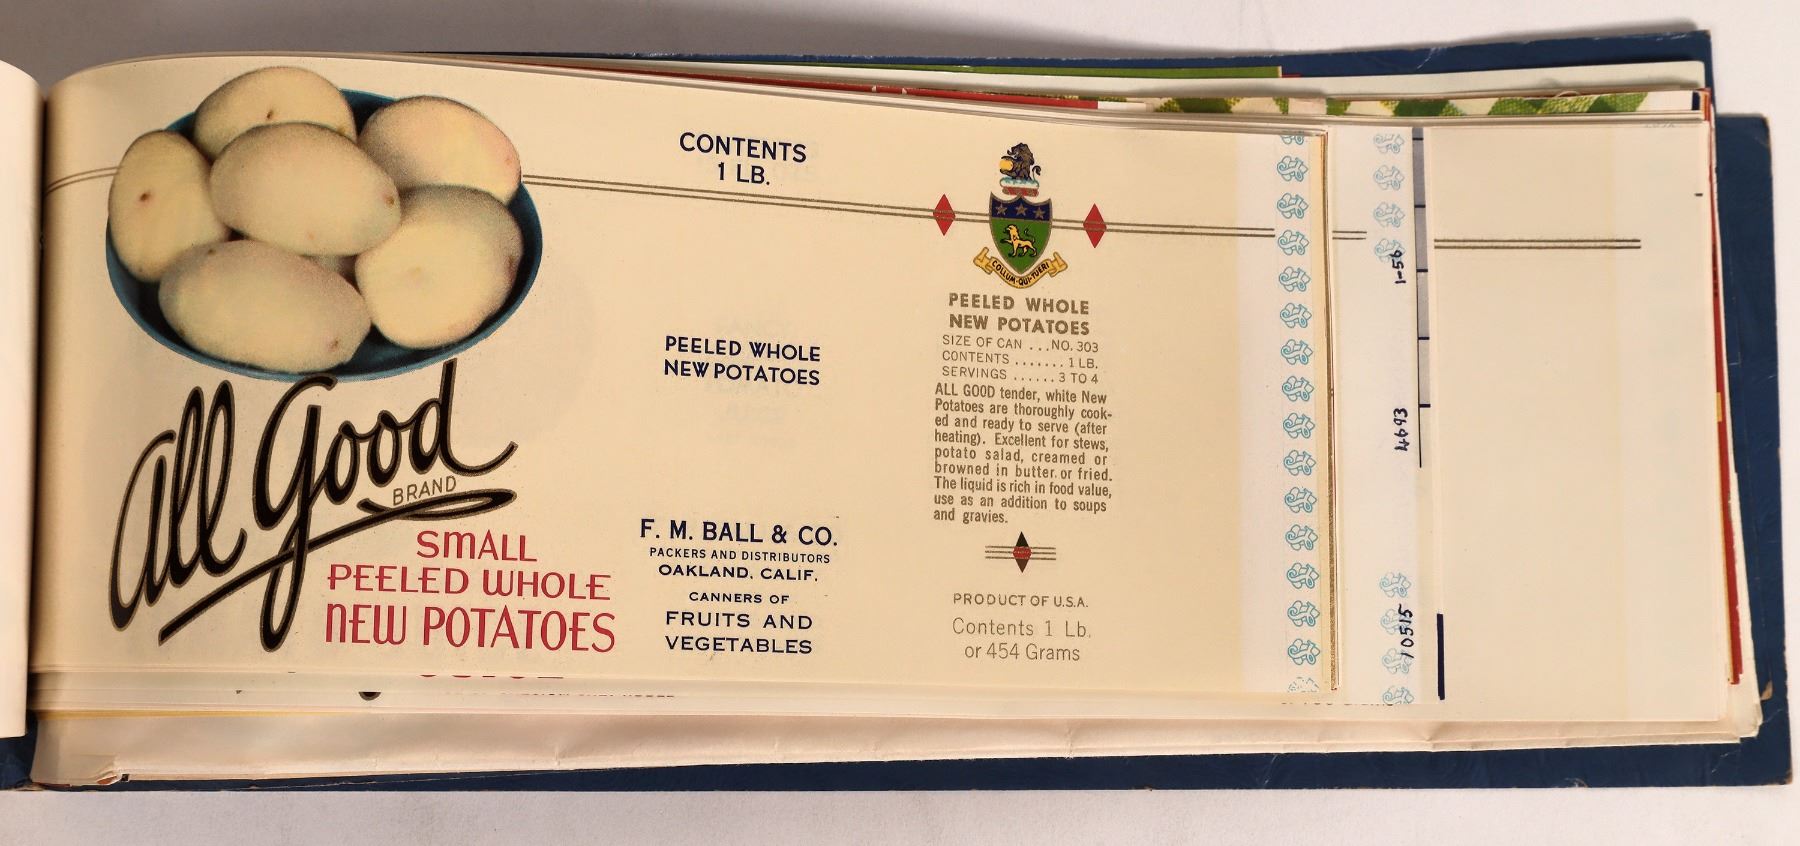 All Good
BRAND
SMALL
PEELED WHOLE
NEW POTATOES
CONTENTS
1 LB.
PEELED WHOLE
NEW POTATOES
F. M. BALL & CO.
PACKERS AND DISTRIBUTORS
OAKLAND, CALIF.
CANNERS OF
FRUITS AND
VEGETABLES
COLLUM-QUI-TUERI
PEELED WHOLE
NEW POTATOES
SIZE OF CAN ... NO. 303
CONTENTS ....... 1 LB.
SERVINGS ...... 3 TO 4
ALL GOOD tender, white New
Potatoes are thoroughly cook-
ed and ready to serve (after
heating). Excellent for stews,
potato salad, creamed or
browned in butter or fried.
The liquid is rich in food value,
use as an addition to soups
and gravies.
PRODUCT OF U.S.A.
Contents 1 Lb.
or 454 Grams
1-56
4693
10515